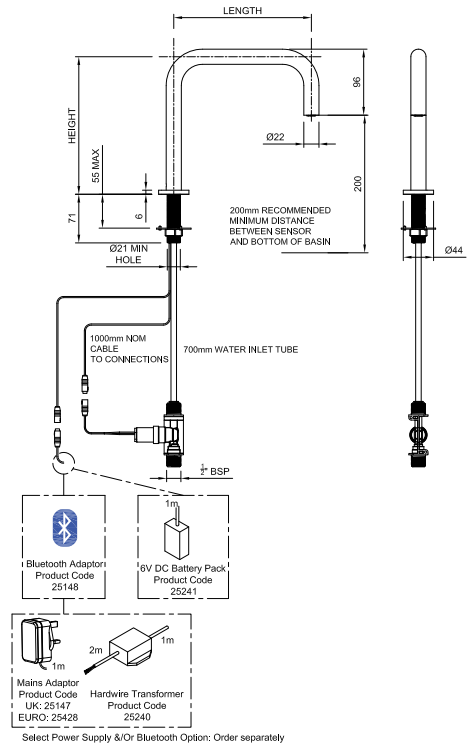 LENGTH
HEIGHT
96
55 MAX
Ø22
200
71
6
200mm RECOMMENDED
MINIMUM DISTANCE
BETWEEN SENSOR
AND BOTTOM OF BASIN
Ø21 MIN
HOLE
Ø44
1000mm NOM
CABLE
TO CONNECTIONS
700mm WATER INLET TUBE
1/2" BSP
1m
Bluetooth Adaptor
Product Code
25148
6V DC Battery Pack
Product Code
25241
1m
2m
1m
Mains Adaptor
Product Code
UK: 25147
EURO: 25428
Hardwire Transformer
Product Code
25240
Select Power Supply &/Or Bluetooth Option: Order separately